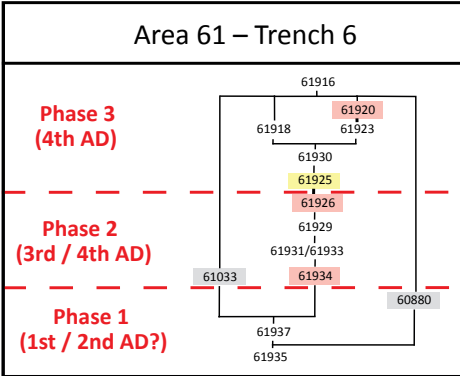 Area 61 – Trench 6
61916
Phase 3
(4th AD)
61920
61918
61923
61930
61925
61926
Phase 2
(3rd / 4th AD)
61929
61931/61933
61033
61934
60880
Phase 1
(1st / 2nd AD?)
61937
61935